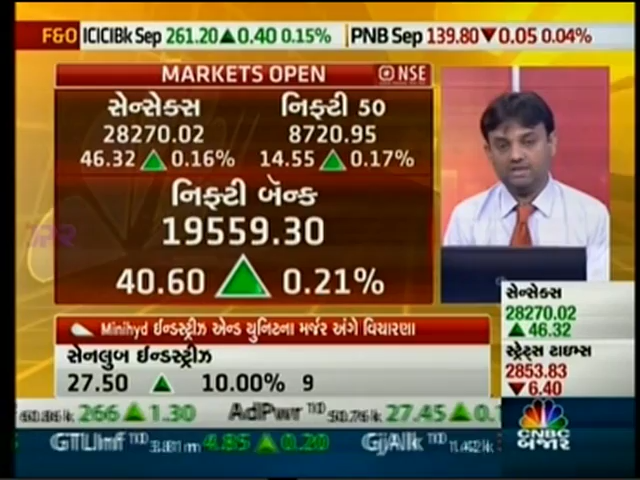 F&O ICICIBk Sep 261.20 ▲ 0.40 0.15% PNB Sep 139.80 ▼ 0.05 0.04%
MARKETS OPEN NSE
સેન્સેક્સ નિફ્ટી 50
28270.02 8720.95
46.32 ▲ 0.16% 14.55 ▲ 0.17%
નિફ્ટી બૅન્ક
19559.30
40.60 ▲ 0.21%
સેન્સેક્સ
28270.02
▲ 46.32
સ્ટ્રેટ્સ ટાઇમ્સ
2853.83
▼ 6.40
Minihyd ઈન્ડસ્ટ્રીઝ એન્ડ યુનિટના મર્જર અંગે વિચારણા
સેનલુબ ઈન્ડસ્ટ્રીઝ
27.50 ▲ 10.00% 9
266 ▲ 1.30 AdPwr 50.76k 27.45 ▲
GTLInf 4.85 ▲ 0.20 GjAlk
CNBC
બજાર